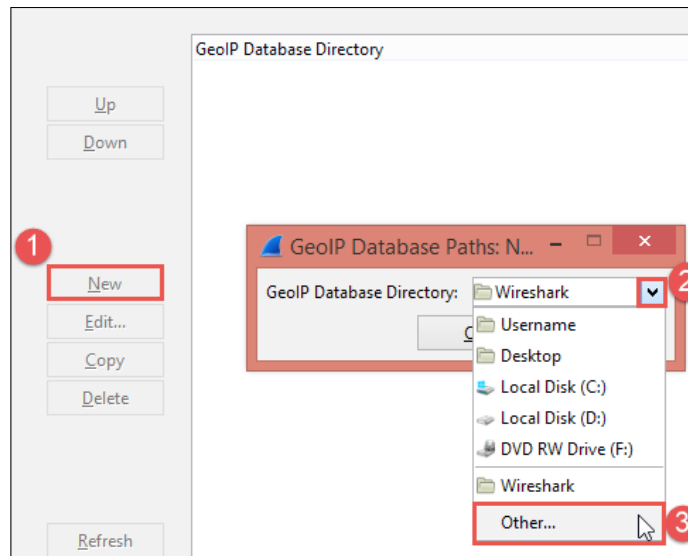 GeoIP Database Directory
Up
Down
1
New
Edit...
Copy
Delete
Refresh
GeoIP Database Paths: N...
GeoIP Database Directory: Wireshark
2
Username
Desktop
Local Disk (C:)
Local Disk (D:)
DVD RW Drive (F:)
Wireshark
Other...
3